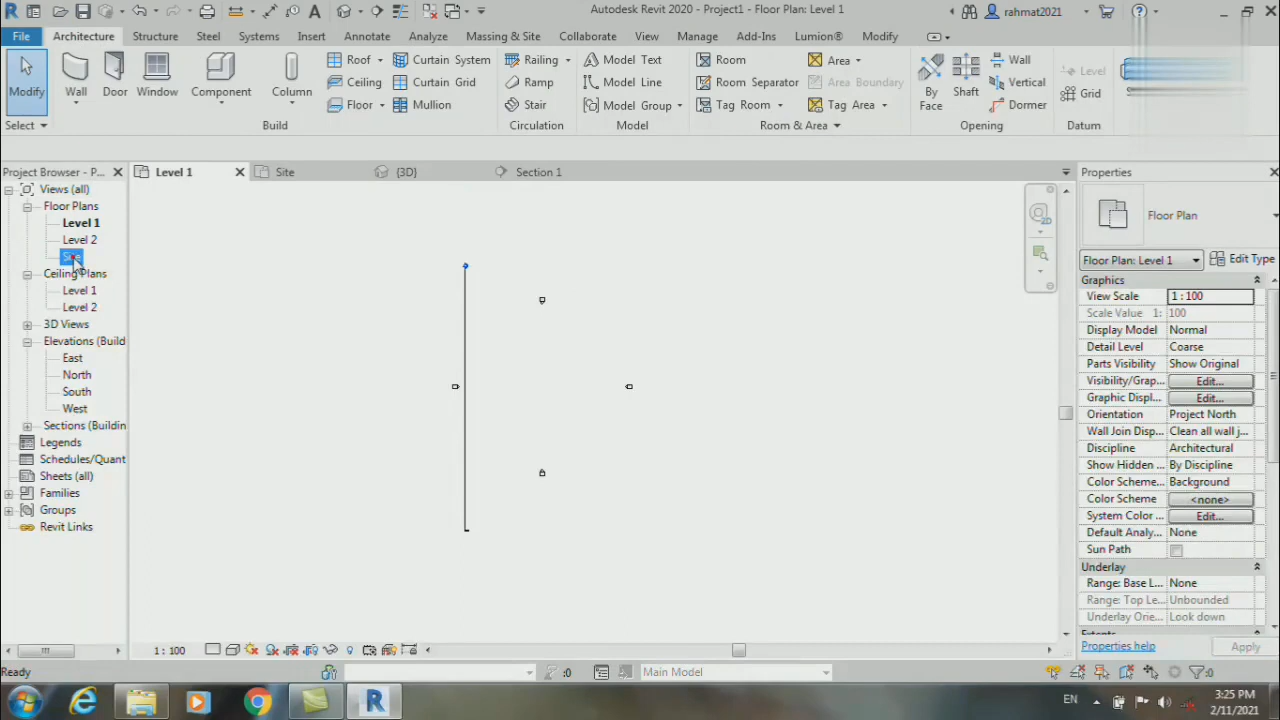 Autodesk Revit 2020 - Project1 - Floor Plan: Level 1
rahmat2021
File Architecture Structure Steel Systems Insert Annotate Analyze Massing & Site Collaborate View Manage Add-Ins Lumion® Modify
Modify Wall Door Window Component Column
Roof Curtain System Railing Model Text Room Area Wall Level
Ceiling Curtain Grid Ramp Model Line Room Separator Area Boundary By Face Shaft Vertical Grid
Floor Mullion Stair Model Group Tag Room Tag Area Dormer
Select Build Circulation Model Room & Area Opening Datum
Project Browser - P...
Level 1 Site {3D} Section 1
Properties
Views (all)
Floor Plans
Level 1
Level 2
Site
Ceiling Plans
Level 1
Level 2
3D Views
Elevations (Build
East
North
South
West
Sections (Buildin
Legends
Schedules/Quant
Sheets (all)
Families
Groups
Revit Links
2D
Floor Plan
Floor Plan: Level 1 Edit Type
Graphics
View Scale 1 : 100
Scale Value 1: 100
Display Model Normal
Detail Level Coarse
Parts Visibility Show Original
Visibility/Grap... Edit...
Graphic Displ... Edit...
Orientation Project North
Wall Join Disp... Clean all wall j...
Discipline Architectural
Show Hidden ... By Discipline
Color Scheme... Background
Color Scheme <none>
System Color ... Edit...
Default Analy... None
Sun Path
Underlay
Range: Base L... None
Range: Top Le... Unbounded
Underlay Orie... Look down
Extents
Properties help Apply
1 : 100
Ready
:0
Main Model
:0
EN
3:25 PM
2/11/2021